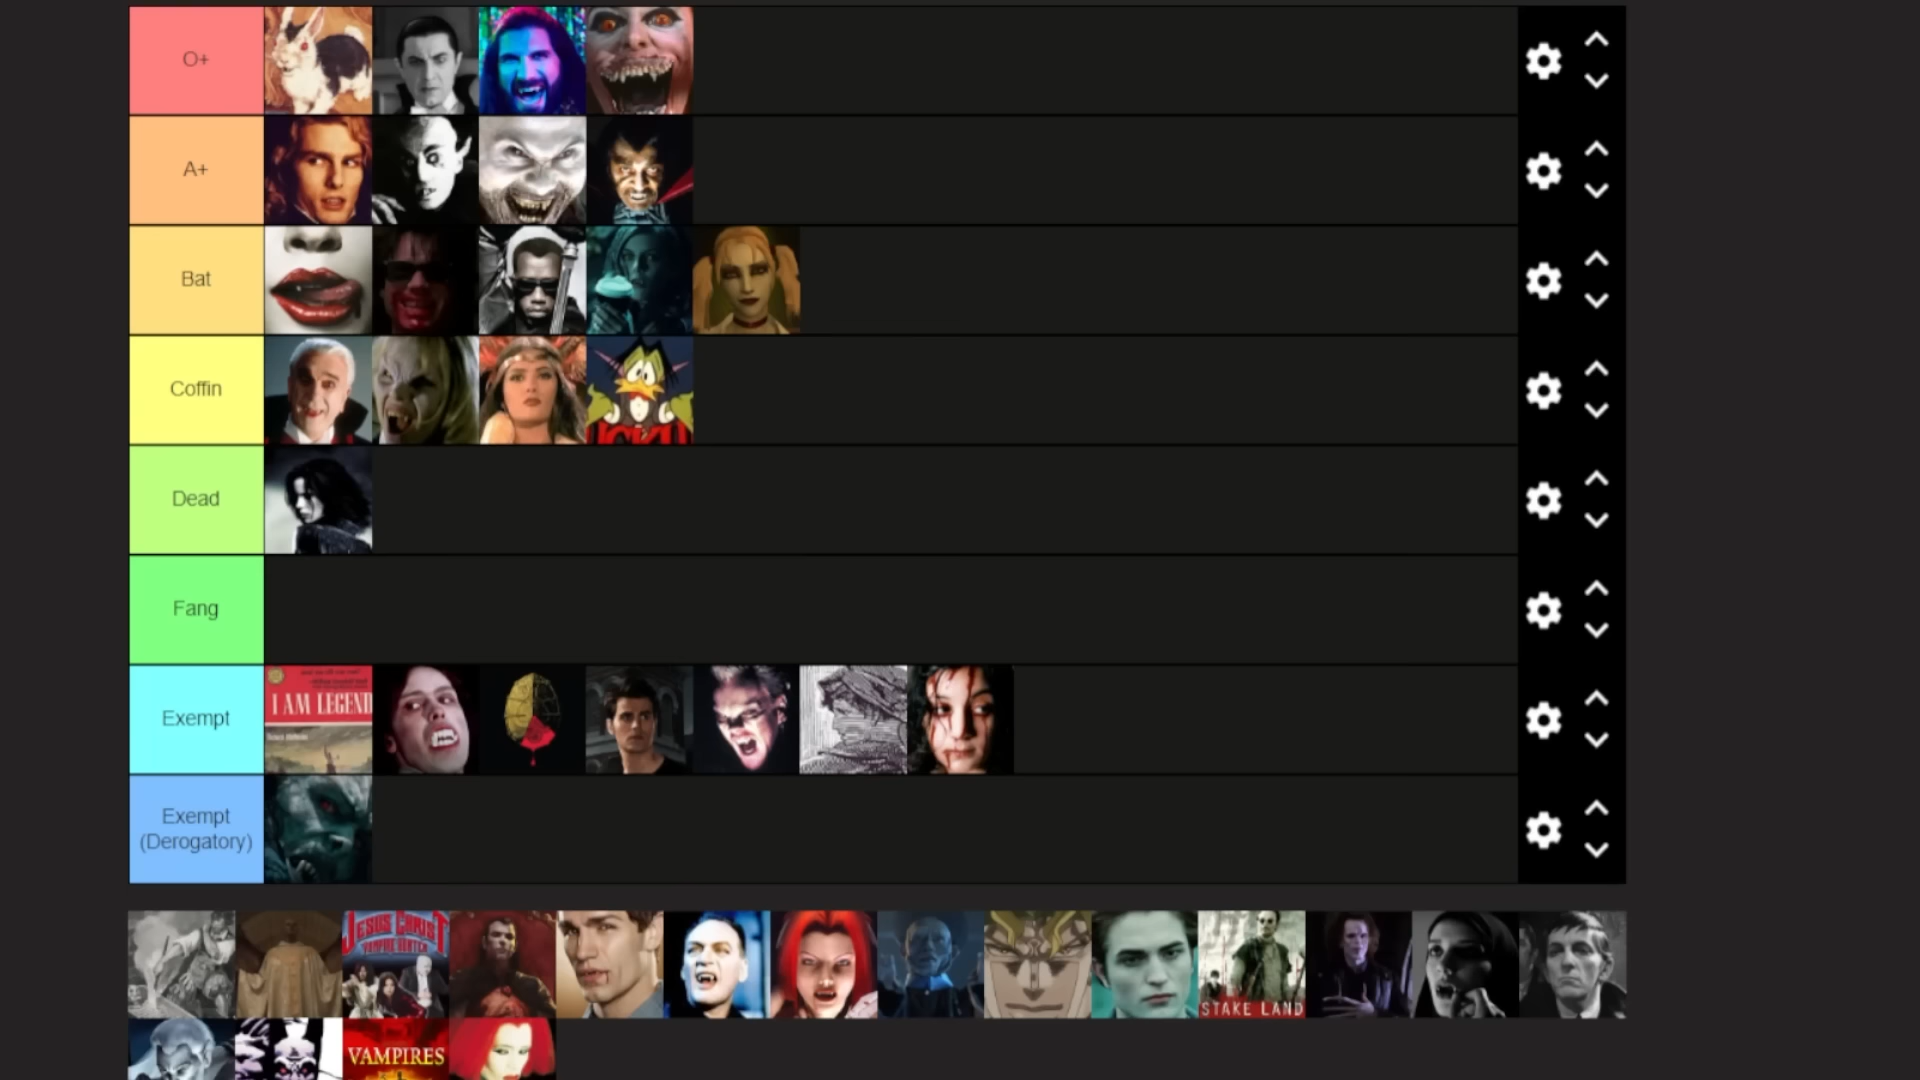 O+
A+
Bat
Coffin
Dead
Fang
Exempt
I AM LEGEND
Exempt
(Derogatory)
JESUS CHRIST
VAMPIRE HUNTER
STAKE LAND
VAMPIRES